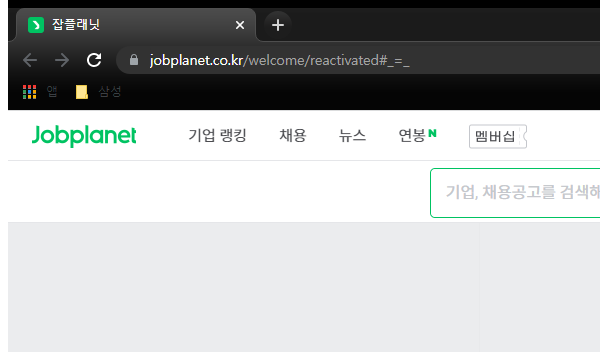 잡플래닛
jobplanet.co.kr/welcome/reactivated#_=_
앱 삼성
Jobplanet 기업 랭킹 채용 뉴스 연봉 N 멤버십
기업, 채용공고를 검색해